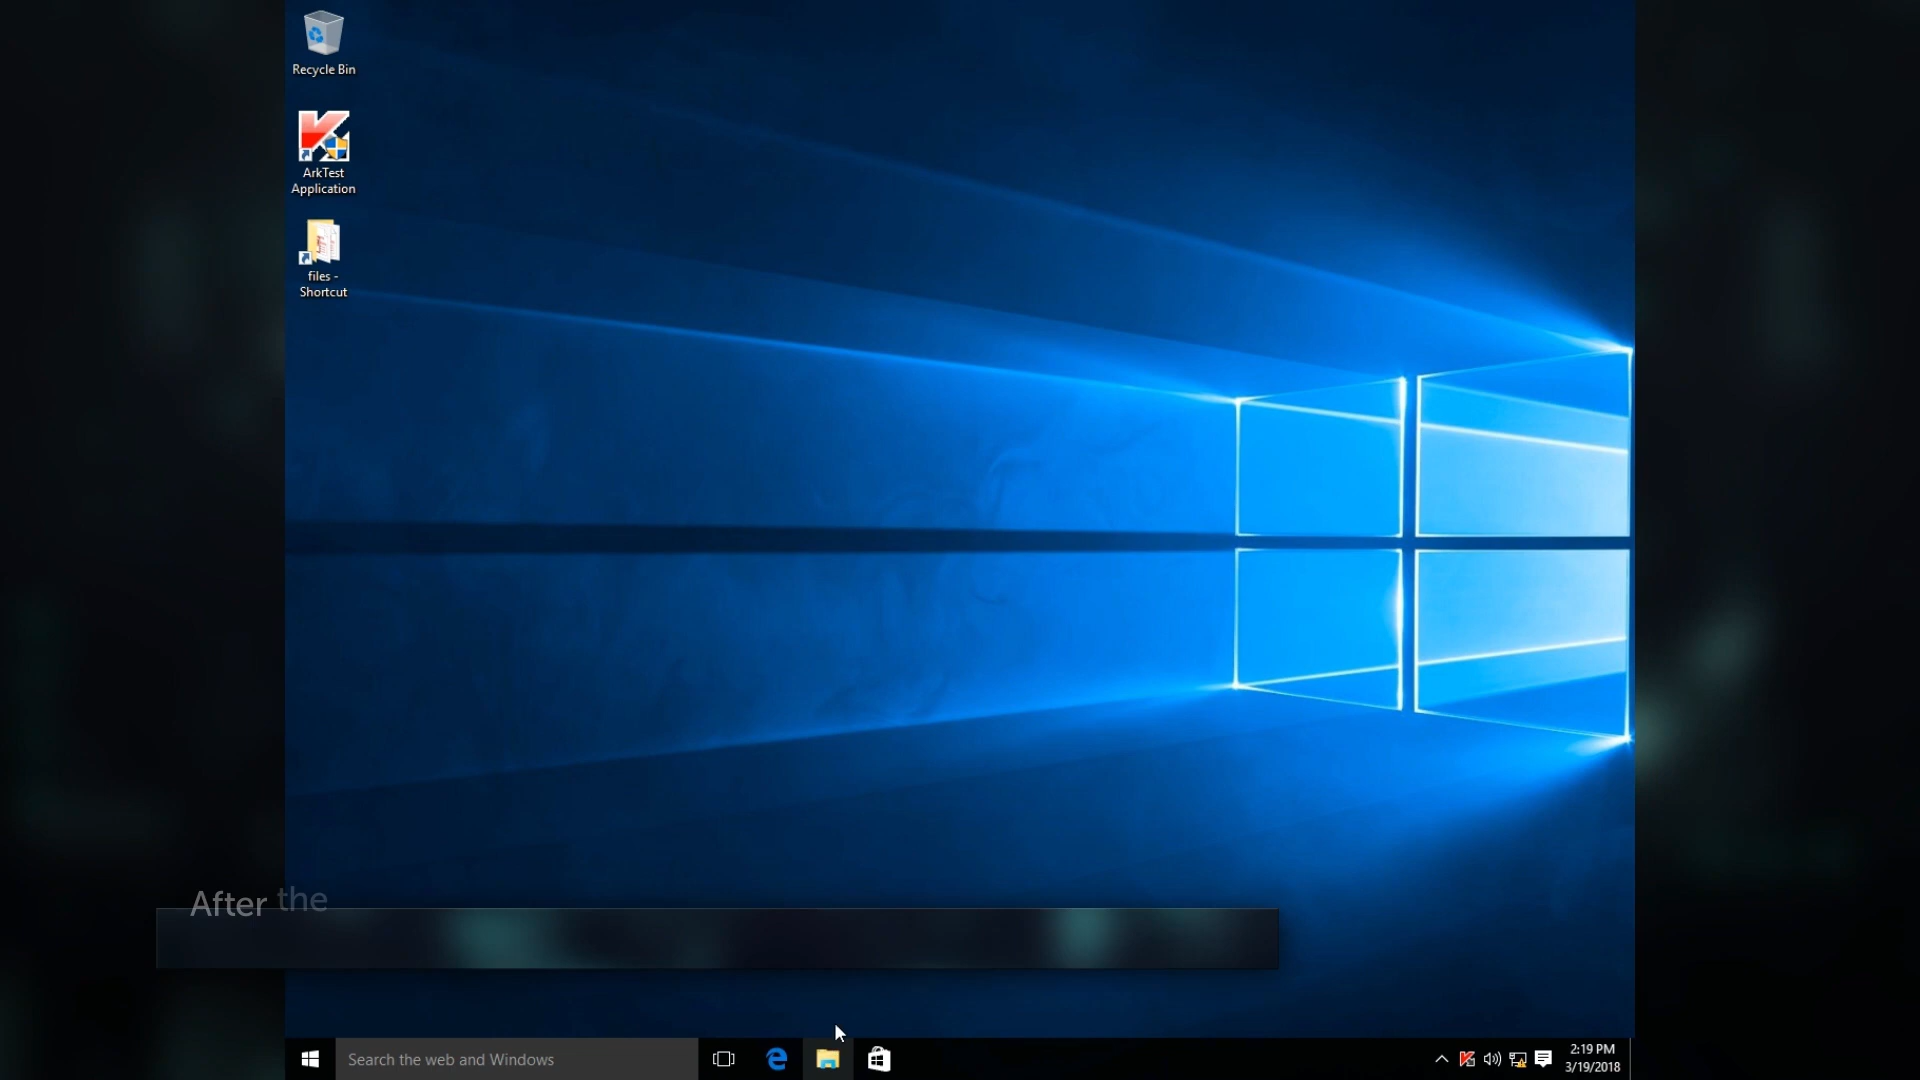 Recycle Bin
ArkTest
Application
files -
Shortcut
After the
Search the web and Windows
2:19 PM
3/19/2018